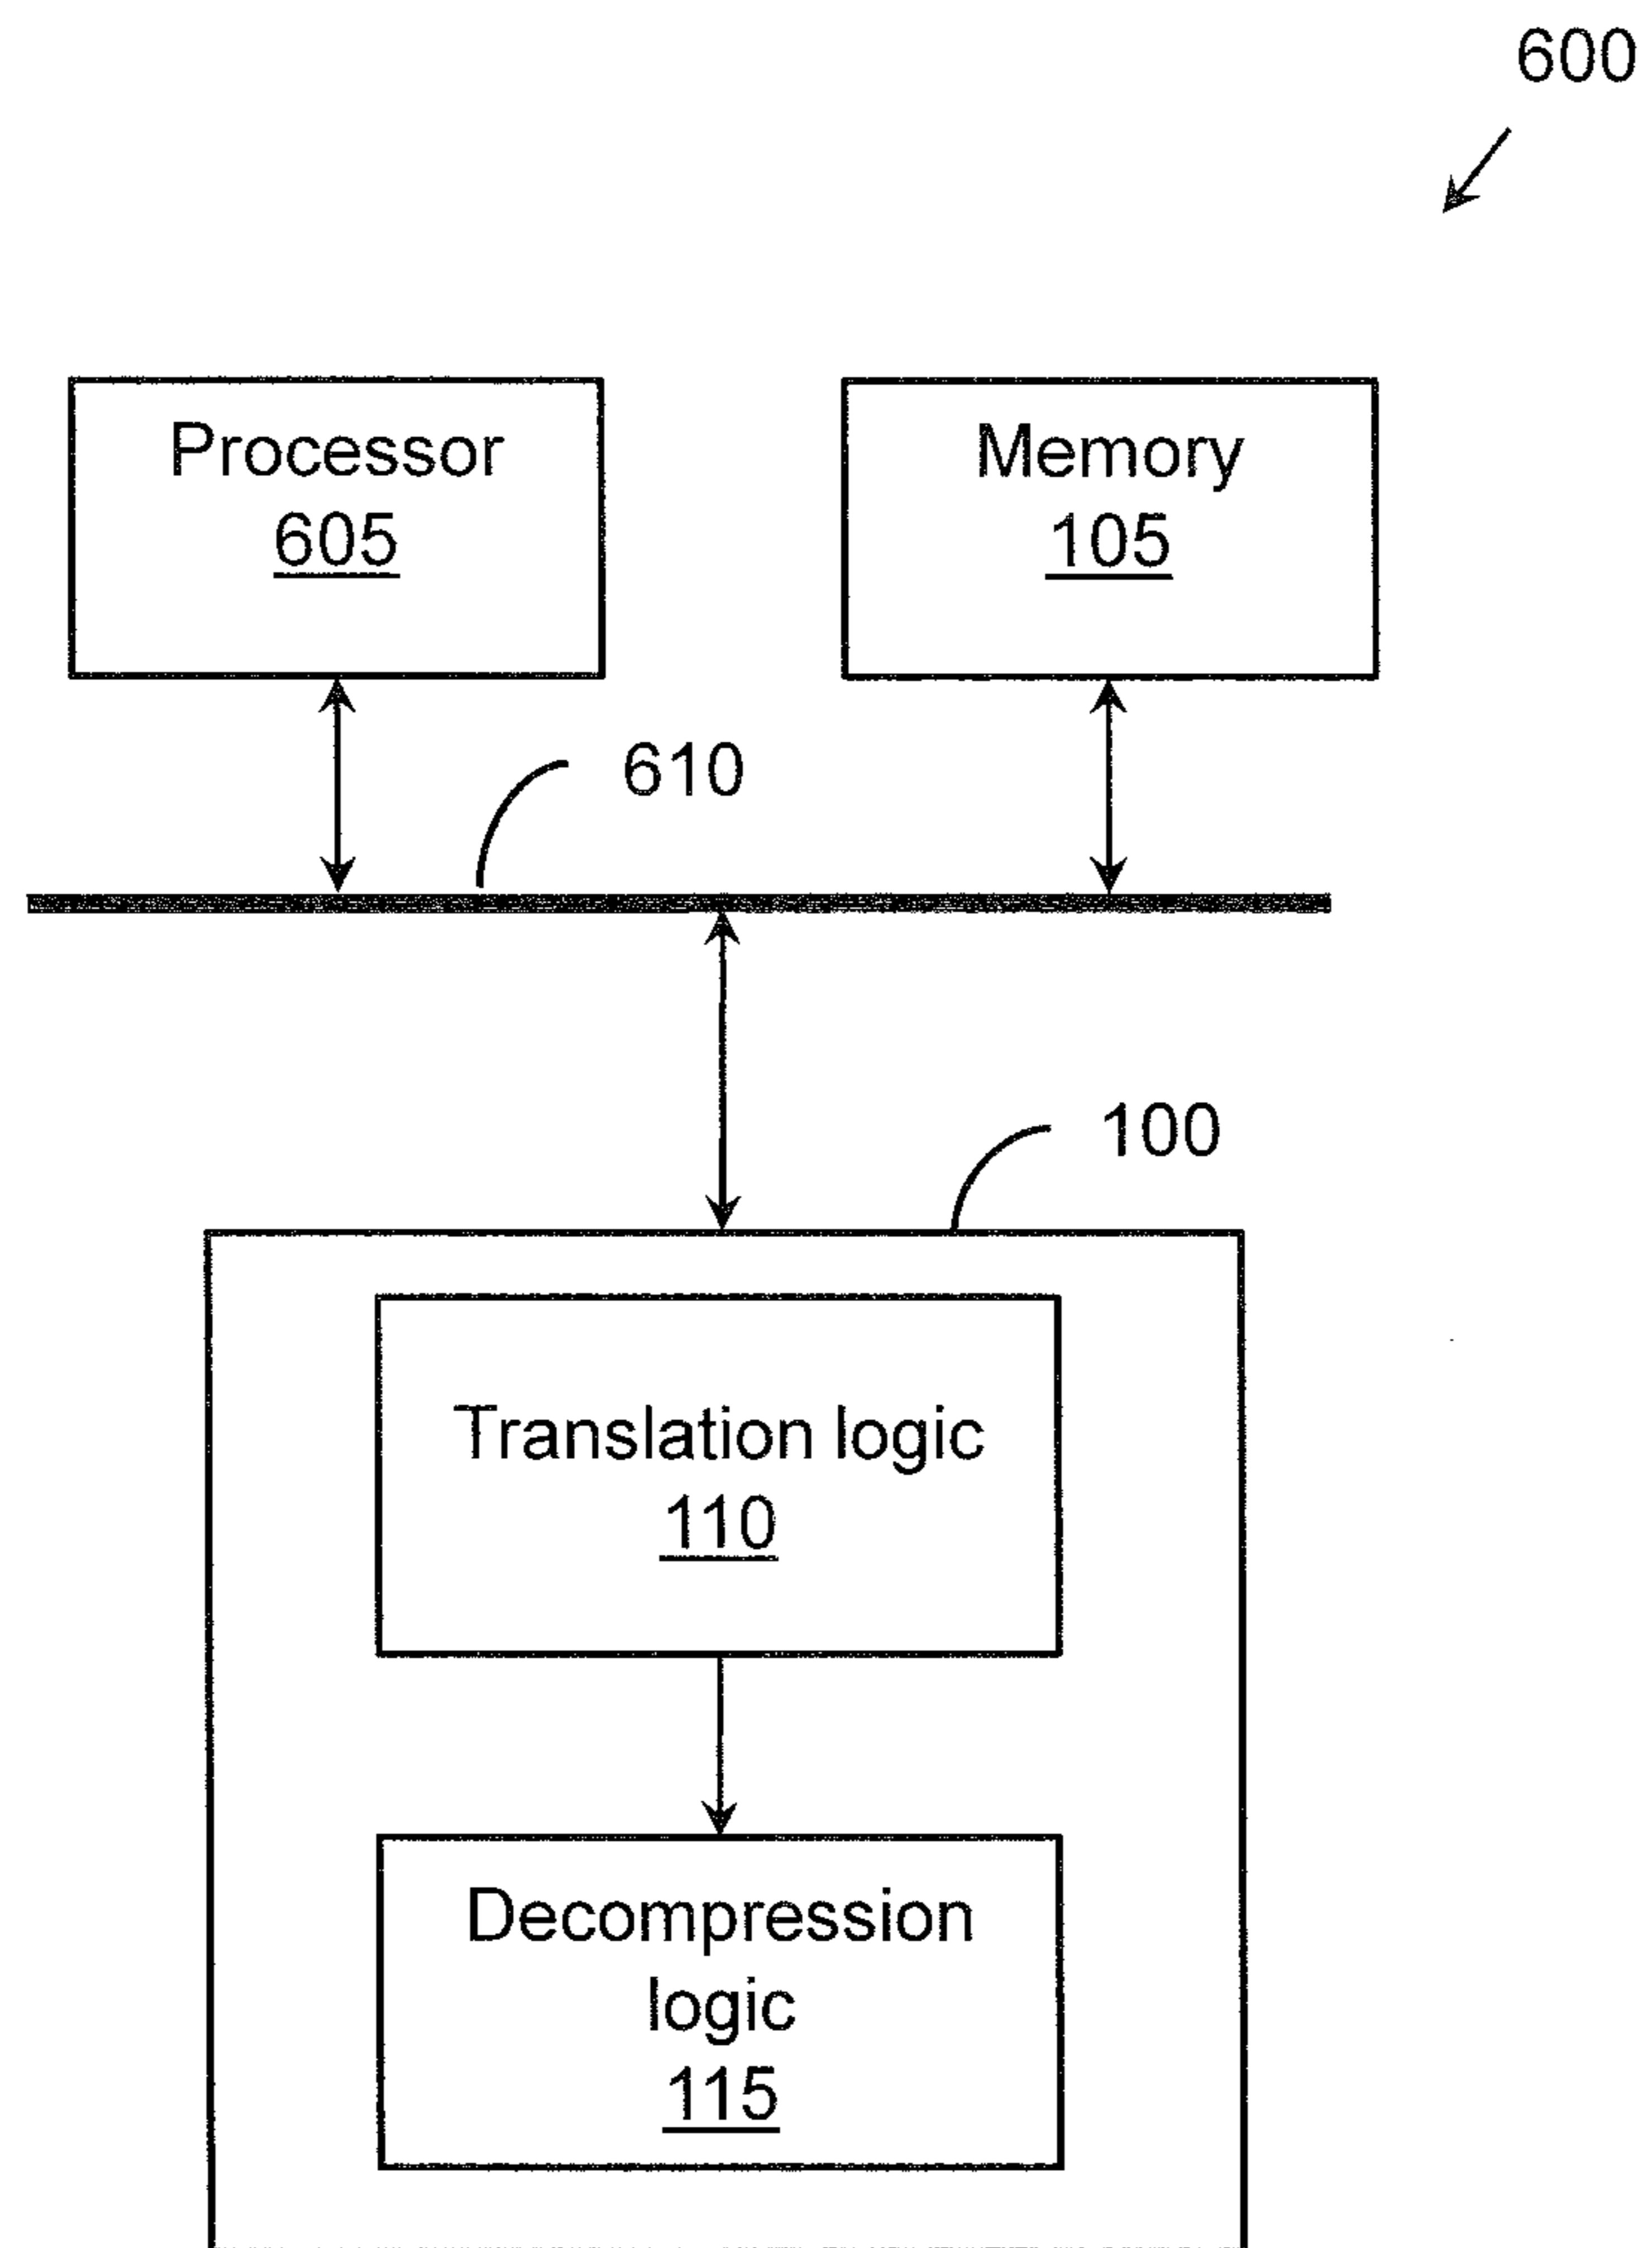 600
Processor
605
Memory
105
610
100
Translation logic
110
Decompression
logic
115